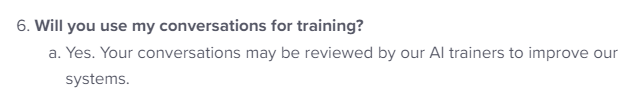 6. Will you use my conversations for training?
a. Yes. Your conversations may be reviewed by our AI trainers to improve our
systems.